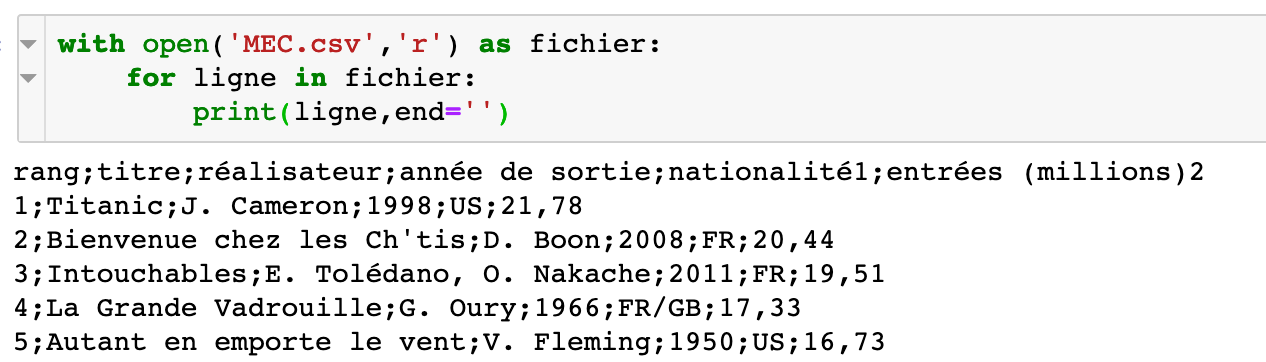 with open('MEC.csv','r') as fichier:
    for ligne in fichier:
        print(ligne,end='')
rang;titre;réalisateur;année de sortie;nationalité1;entrées (millions)2
1;Titanic;J. Cameron;1998;US;21,78
2;Bienvenue chez les Ch'tis;D. Boon;2008;FR;20,44
3;Intouchables;E. Tolédano, O. Nakache;2011;FR;19,51
4;La Grande Vadrouille;G. Oury;1966;FR/GB;17,33
5;Autant en emporte le vent;V. Fleming;1950;US;16,73